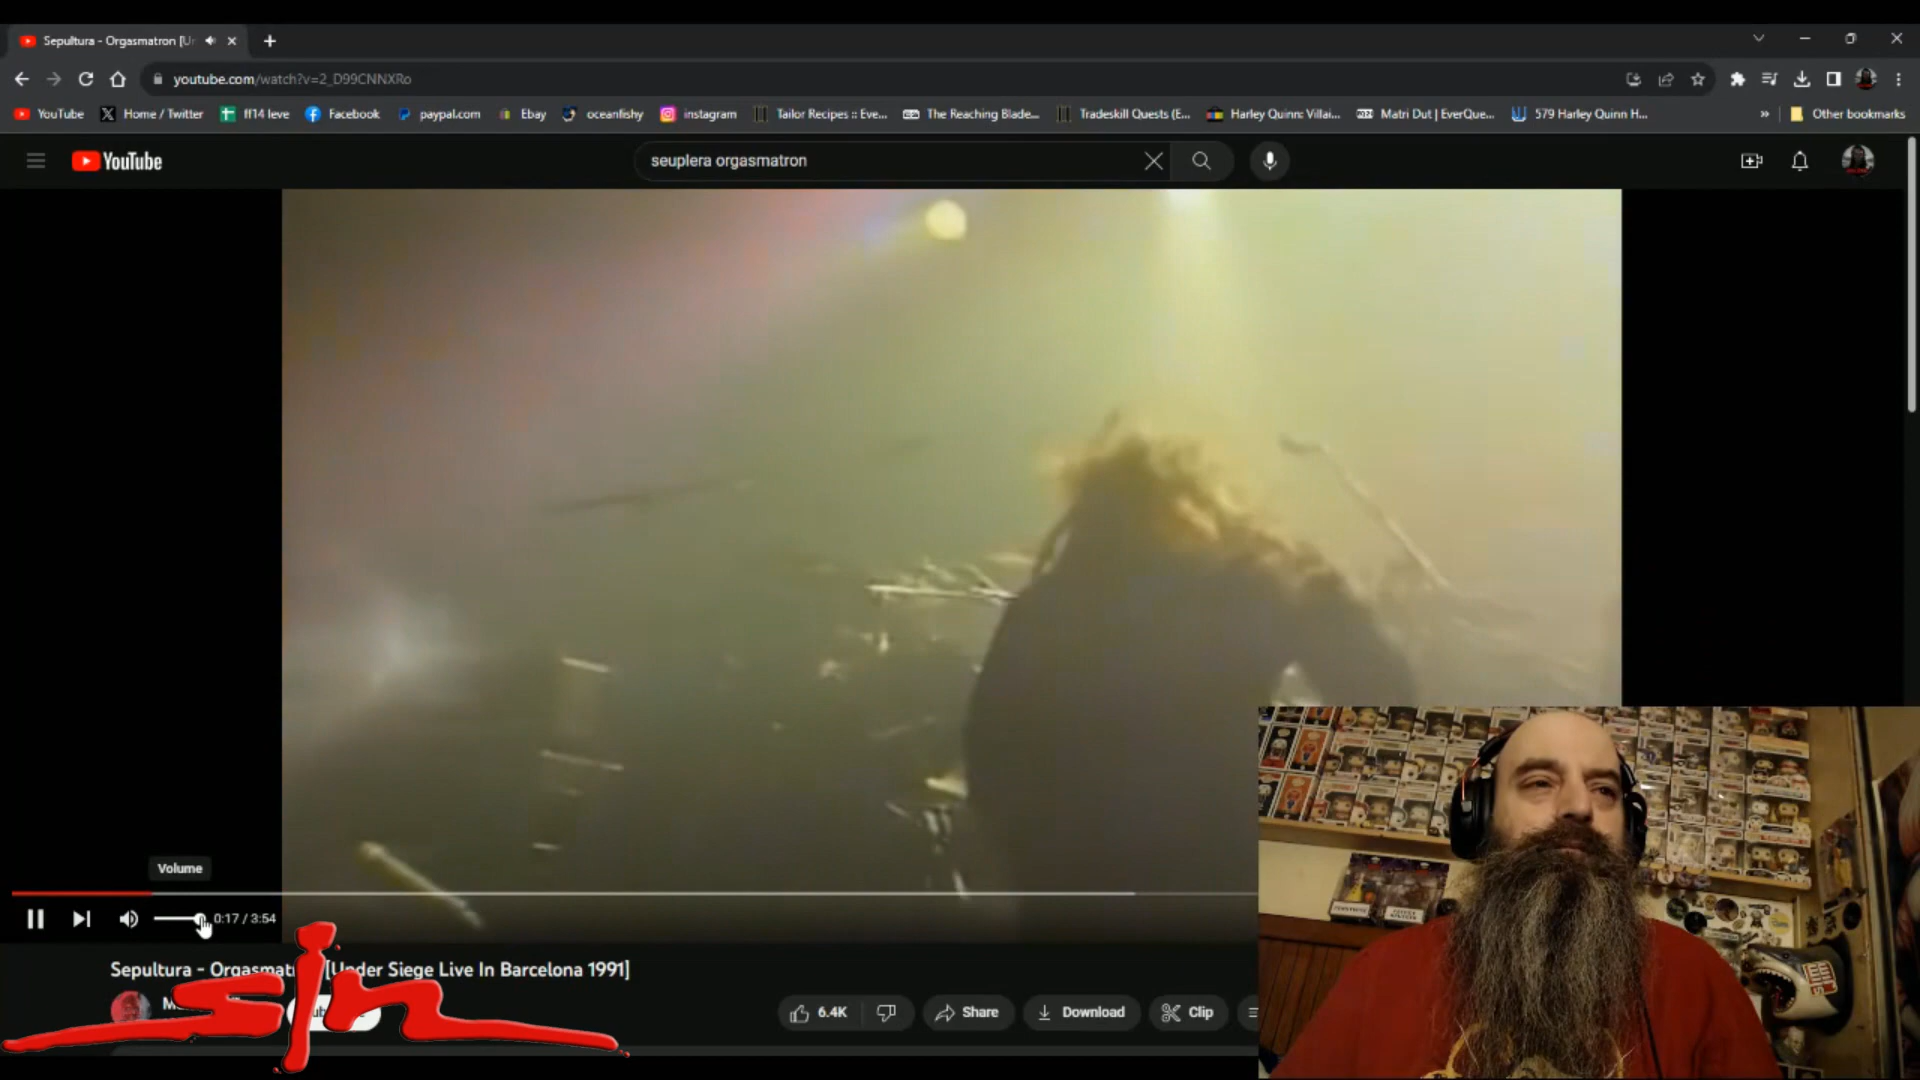 Sepultura - Orgasmatron [Ur
youtube.com/watch?v=2_D99CNNXRo
YouTube Home / Twitter ff14 leve Facebook paypal.com Ebay oceanfishy instagram Tailor Recipes :: Eve... The Reaching Blade... Tradeskill Quests (E... Harley Quinn: Villai... Matri Dut | EverQue... 579 Harley Quinn H... » Other bookmarks
YouTube
seuplera orgasmatron
Volume
0:17 / 3:54
Sepultura - Orgasmat [Under Siege Live In Barcelona 1991]
6.4K Share Download Clip
sin